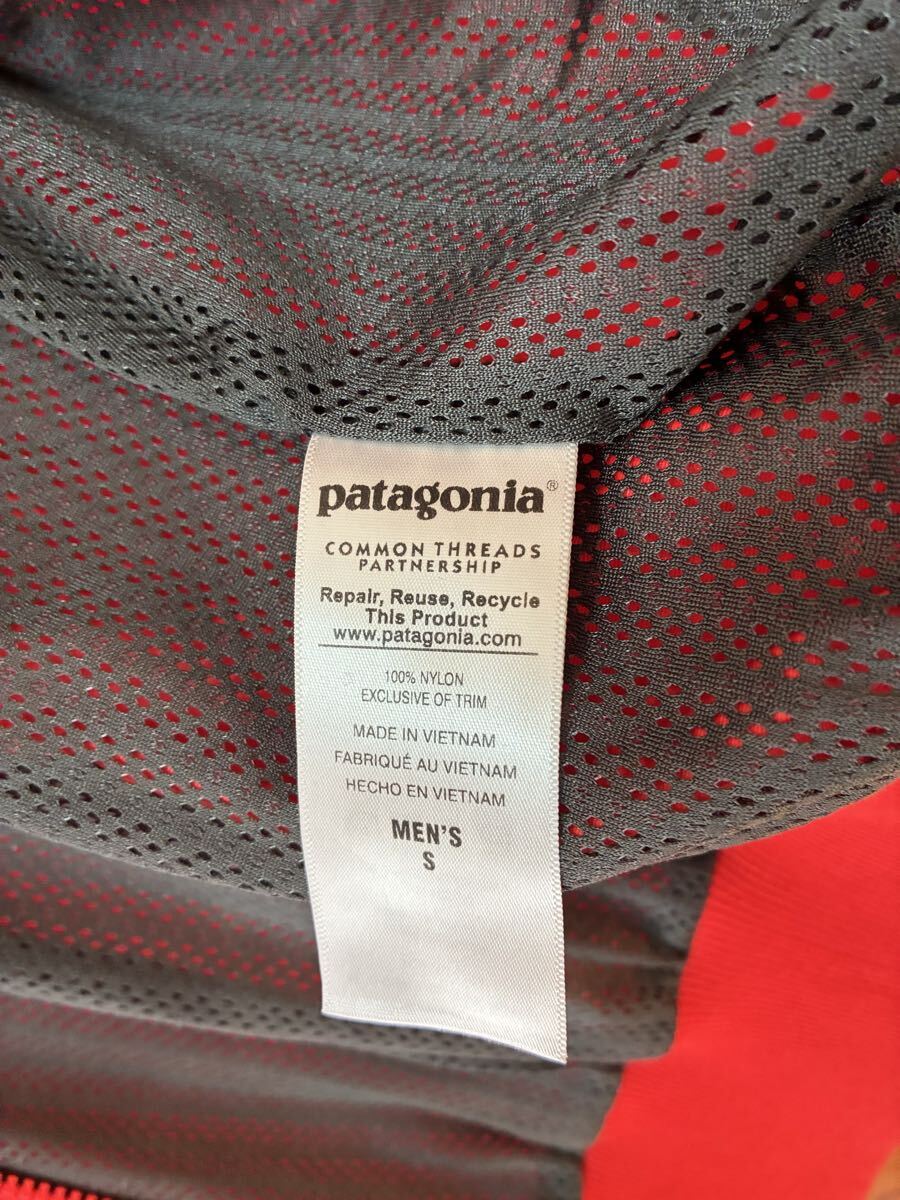 patagonia®
COMMON THREADS
PARTNERSHIP
Repair, Reuse, Recycle
This Product
www.patagonia.com
100% NYLON
EXCLUSIVE OF TRIM
MADE IN VIETNAM
FABRIQUÉ AU VIETNAM
HECHO EN VIETNAM
MEN'S
S